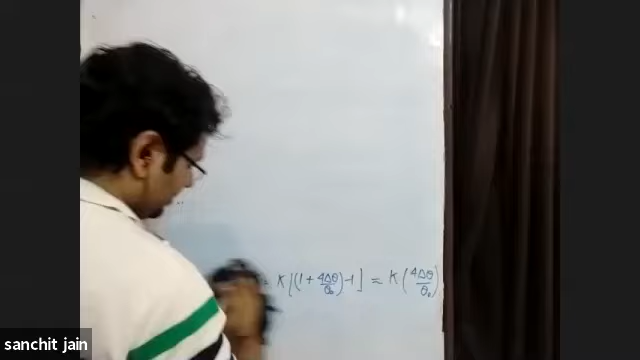 = K[(1 + 4Δθ/θ₀) - 1] = K(4Δθ/θ₀)
sanchit jain